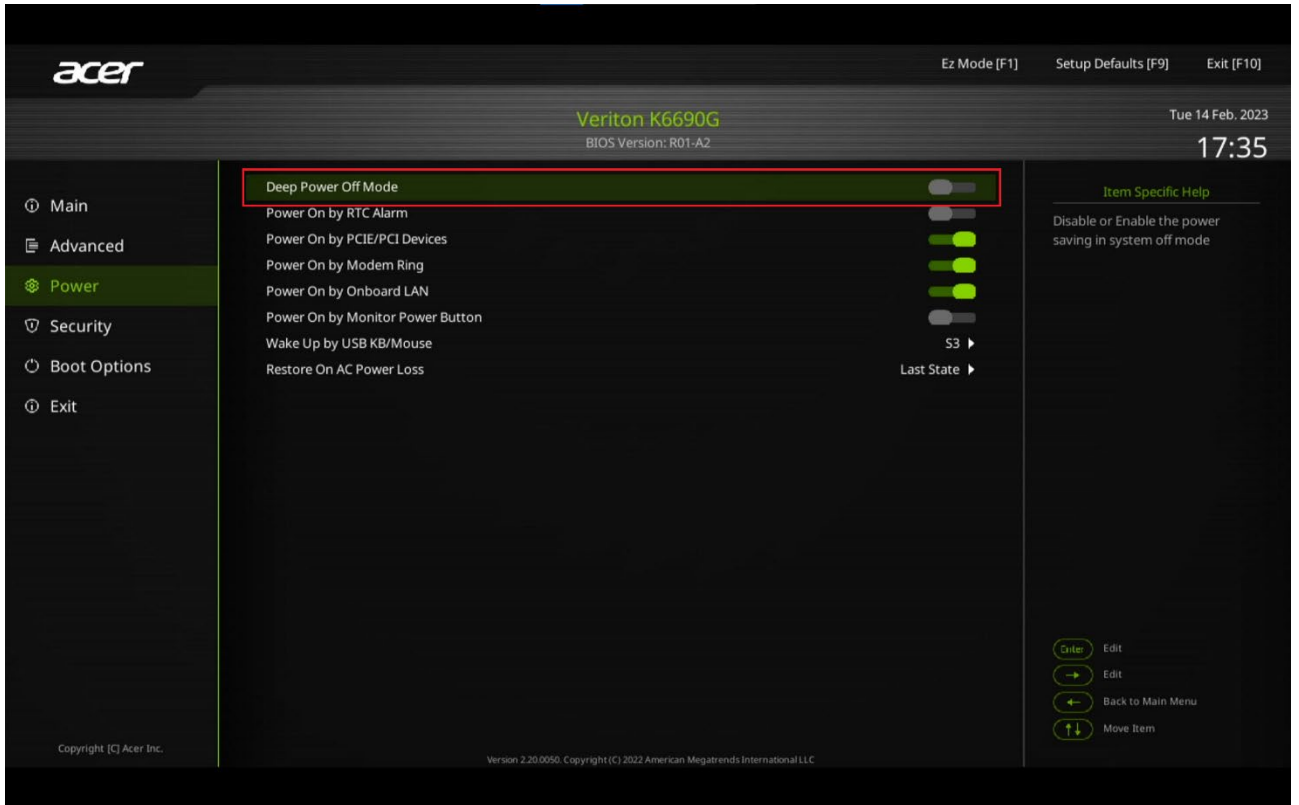 acer
Ez Mode [F1] Setup Defaults [F9] Exit [F10]
Veriton K6690G
BIOS Version: R01-A2
Tue 14 Feb. 2023
17:35
Main
Advanced
Power
Security
Boot Options
Exit
Deep Power Off Mode
Power On by RTC Alarm
Power On by PCIE/PCI Devices
Power On by Modem Ring
Power On by Onboard LAN
Power On by Monitor Power Button
Wake Up by USB KB/Mouse S3
Restore On AC Power Loss Last State
Item Specific Help
Disable or Enable the power
saving in system off mode
Enter Edit
→ Edit
← Back to Main Menu
↑↓ Move Item
Copyright [C] Acer Inc.
Version 2.20.0050. Copyright (C) 2022 American Megatrends International LLC